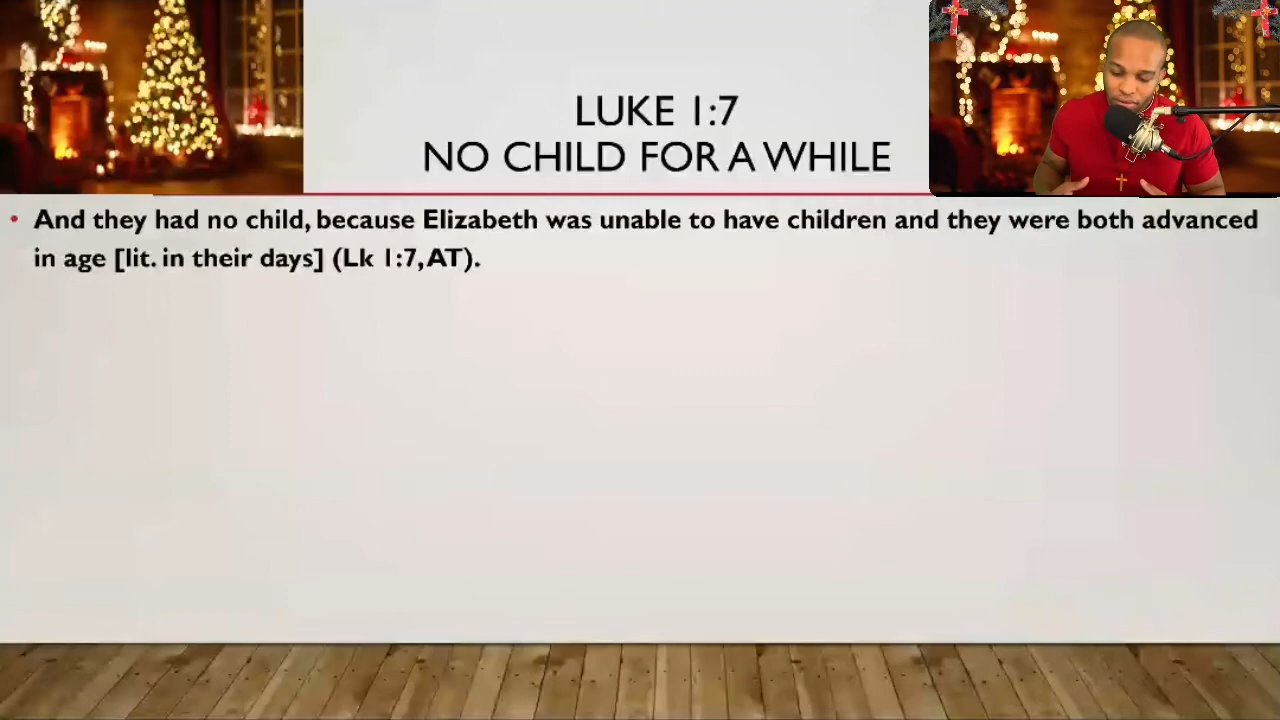 LUKE 1:7
NO CHILD FOR A WHILE
• And they had no child, because Elizabeth was unable to have children and they were both advanced
in age [lit. in their days] (Lk 1:7, AT).